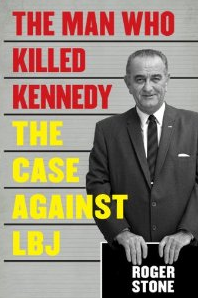 THE MAN WHO
KILLED
KENNEDY
THE
CASE
AGAINST
LBJ
ROGER
STONE